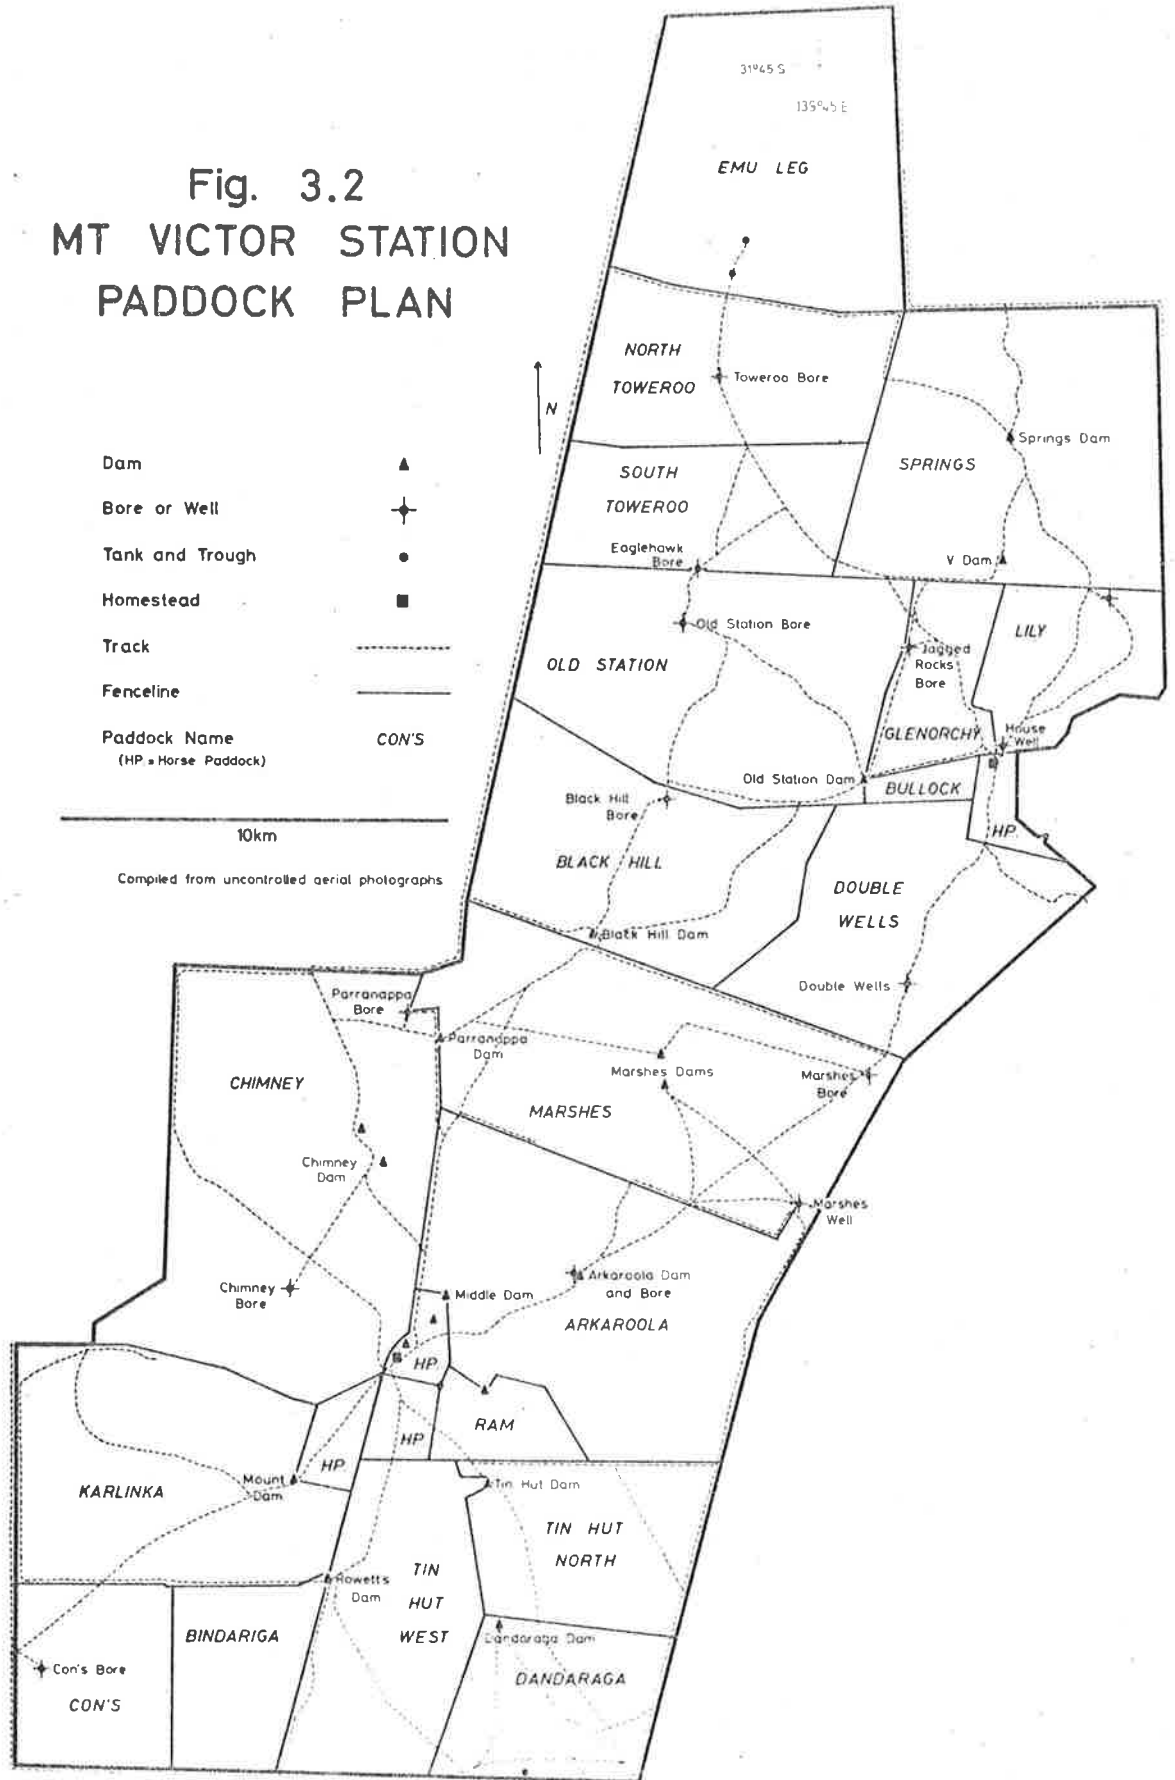 Fig. 3.2
MT VICTOR STATION
PADDOCK PLAN
31°45 S
139°45 E
EMU LEG
NORTH
TOWEROO
Toweroo Bore
N
Springs Dam
SPRINGS
SOUTH
TOWEROO
Eaglehawk
Bore
V Dam
Dam
Bore or Well
Tank and Trough
Homestead
Track
Fenceline
Paddock Name
(HP = Horse Paddock)
CON'S
10km
Compiled from uncontrolled aerial photographs
Old Station Bore
LILY
OLD STATION
Jagged
Rocks
Bore
GLENORCHY
House
Well
Old Station Dam
BULLOCK
Black Hill
Bore
HP
BLACK HILL
DOUBLE
WELLS
Black Hill Dam
Double Wells
Parranappa
Bore
Parranappa
Dam
Marshes Dams
Marshes
Bore
CHIMNEY
MARSHES
Chimney
Dam
Marshes
Well
Chimney
Bore
Arkaroola Dam
and Bore
Middle Dam
ARKAROOLA
HP
RAM
HP
HP
Mount
Dam
KARLINKA
Tin Hut Dam
TIN HUT
NORTH
Rowett's
Dam
TIN
HUT
WEST
BINDARIGA
Dandaraga Dam
Con's Bore
CON'S
DANDARAGA